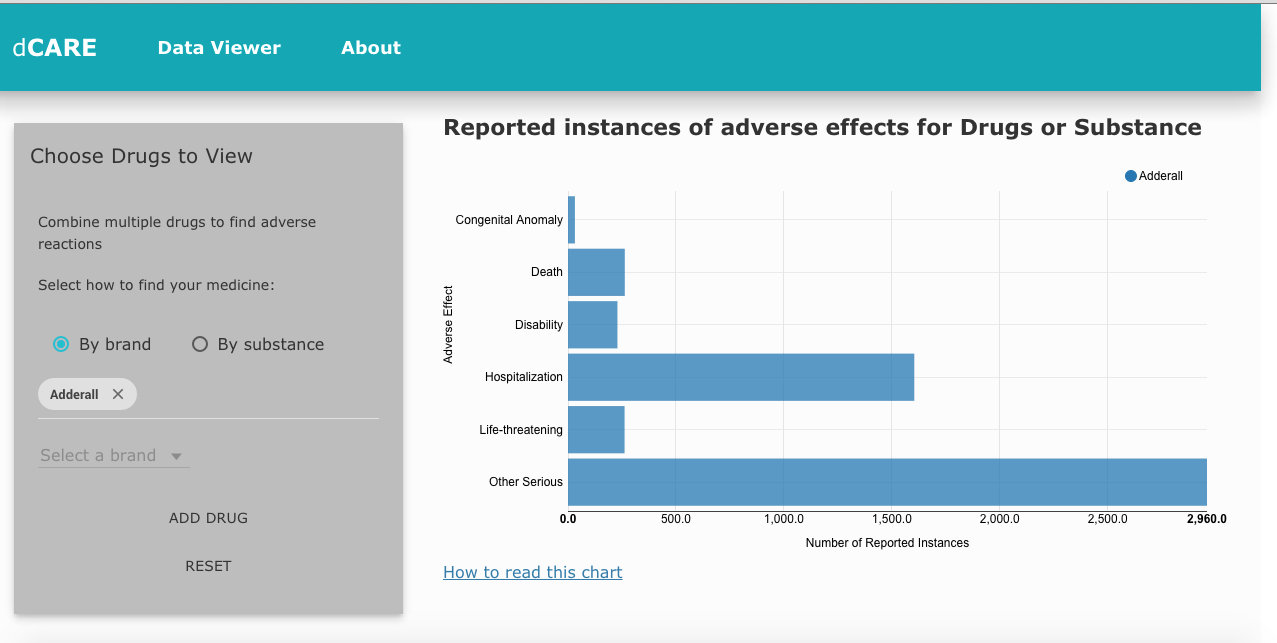 dCARE
Data Viewer
About
Choose Drugs to View
Combine multiple drugs to find adverse
reactions
Select how to find your medicine:
By brand
By substance
Adderall
Select a brand
ADD DRUG
RESET
Reported instances of adverse effects for Drugs or Substance
Adderall
Adverse Effect
Congenital Anomaly
Death
Disability
Hospitalization
Life-threatening
Other Serious
0.0 500.0 1,000.0 1,500.0 2,000.0 2,500.0 2,960.0
Number of Reported Instances
How to read this chart